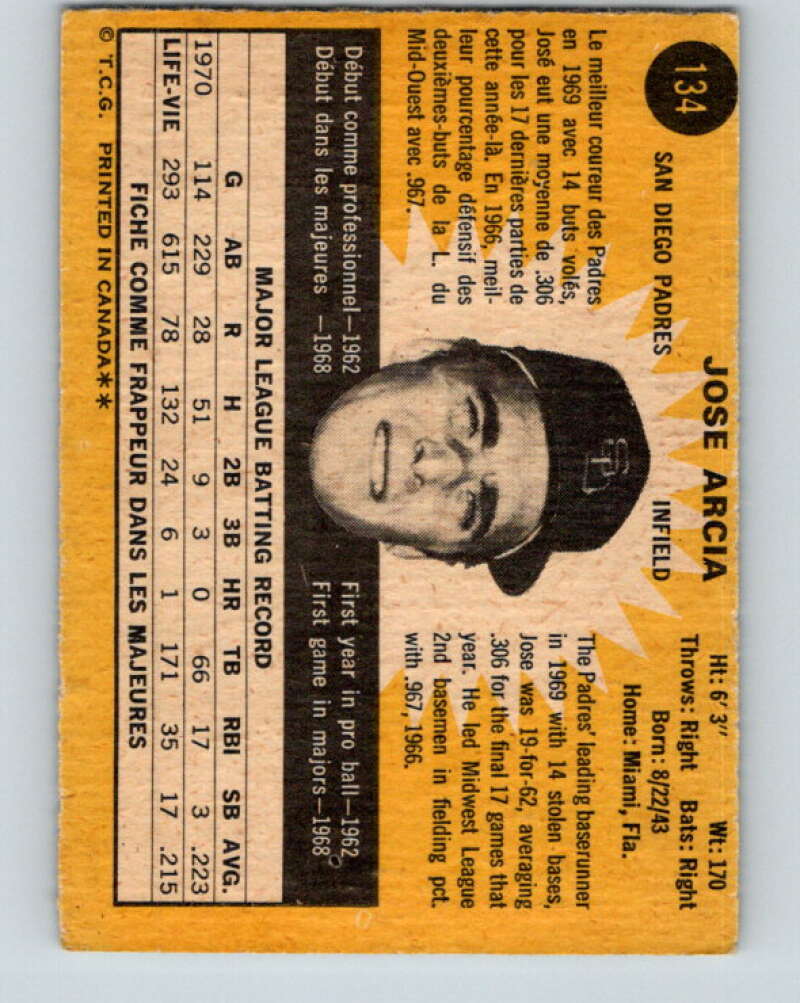 134
JOSE ARCIA
SAN DIEGO PADRES
INFIELD
Ht: 6'3" Wt: 170
Throws: Right Bats: Right
Born: 8/22/43
Home: Miami, Fla.
Le meilleur coureur des Padres
en 1969 avec 14 buts volés,
José eut une moyenne de .306
pour les 17 dernières parties de
cette année-là. En 1966, meil-
leur pourcentage défensif des
deuxièmes-buts de la L. du
Mid-Ouest avec .967.
SD
The Padres' leading baserunner
in 1969 with 14 stolen bases,
Jose was 19-for-62, averaging
.306 for the final 17 games that
year. He led Midwest League
2nd basemen in fielding pct.
with .967, 1966.
Début comme professionnel—1962
Début dans les majeures —1968
First year in pro ball—1962
First game in majors—1968
MAJOR LEAGUE BATTING RECORD
G AB R H 2B 3B HR TB RBI SB AVG.
1970 114 229 28 51 9 3 0 66 17 3 .223
LIFE-VIE 293 615 78 132 24 6 1 171 35 17 .215
FICHE COMME FRAPPEUR DANS LES MAJEURES
© T.C.G. PRINTED IN CANADA**